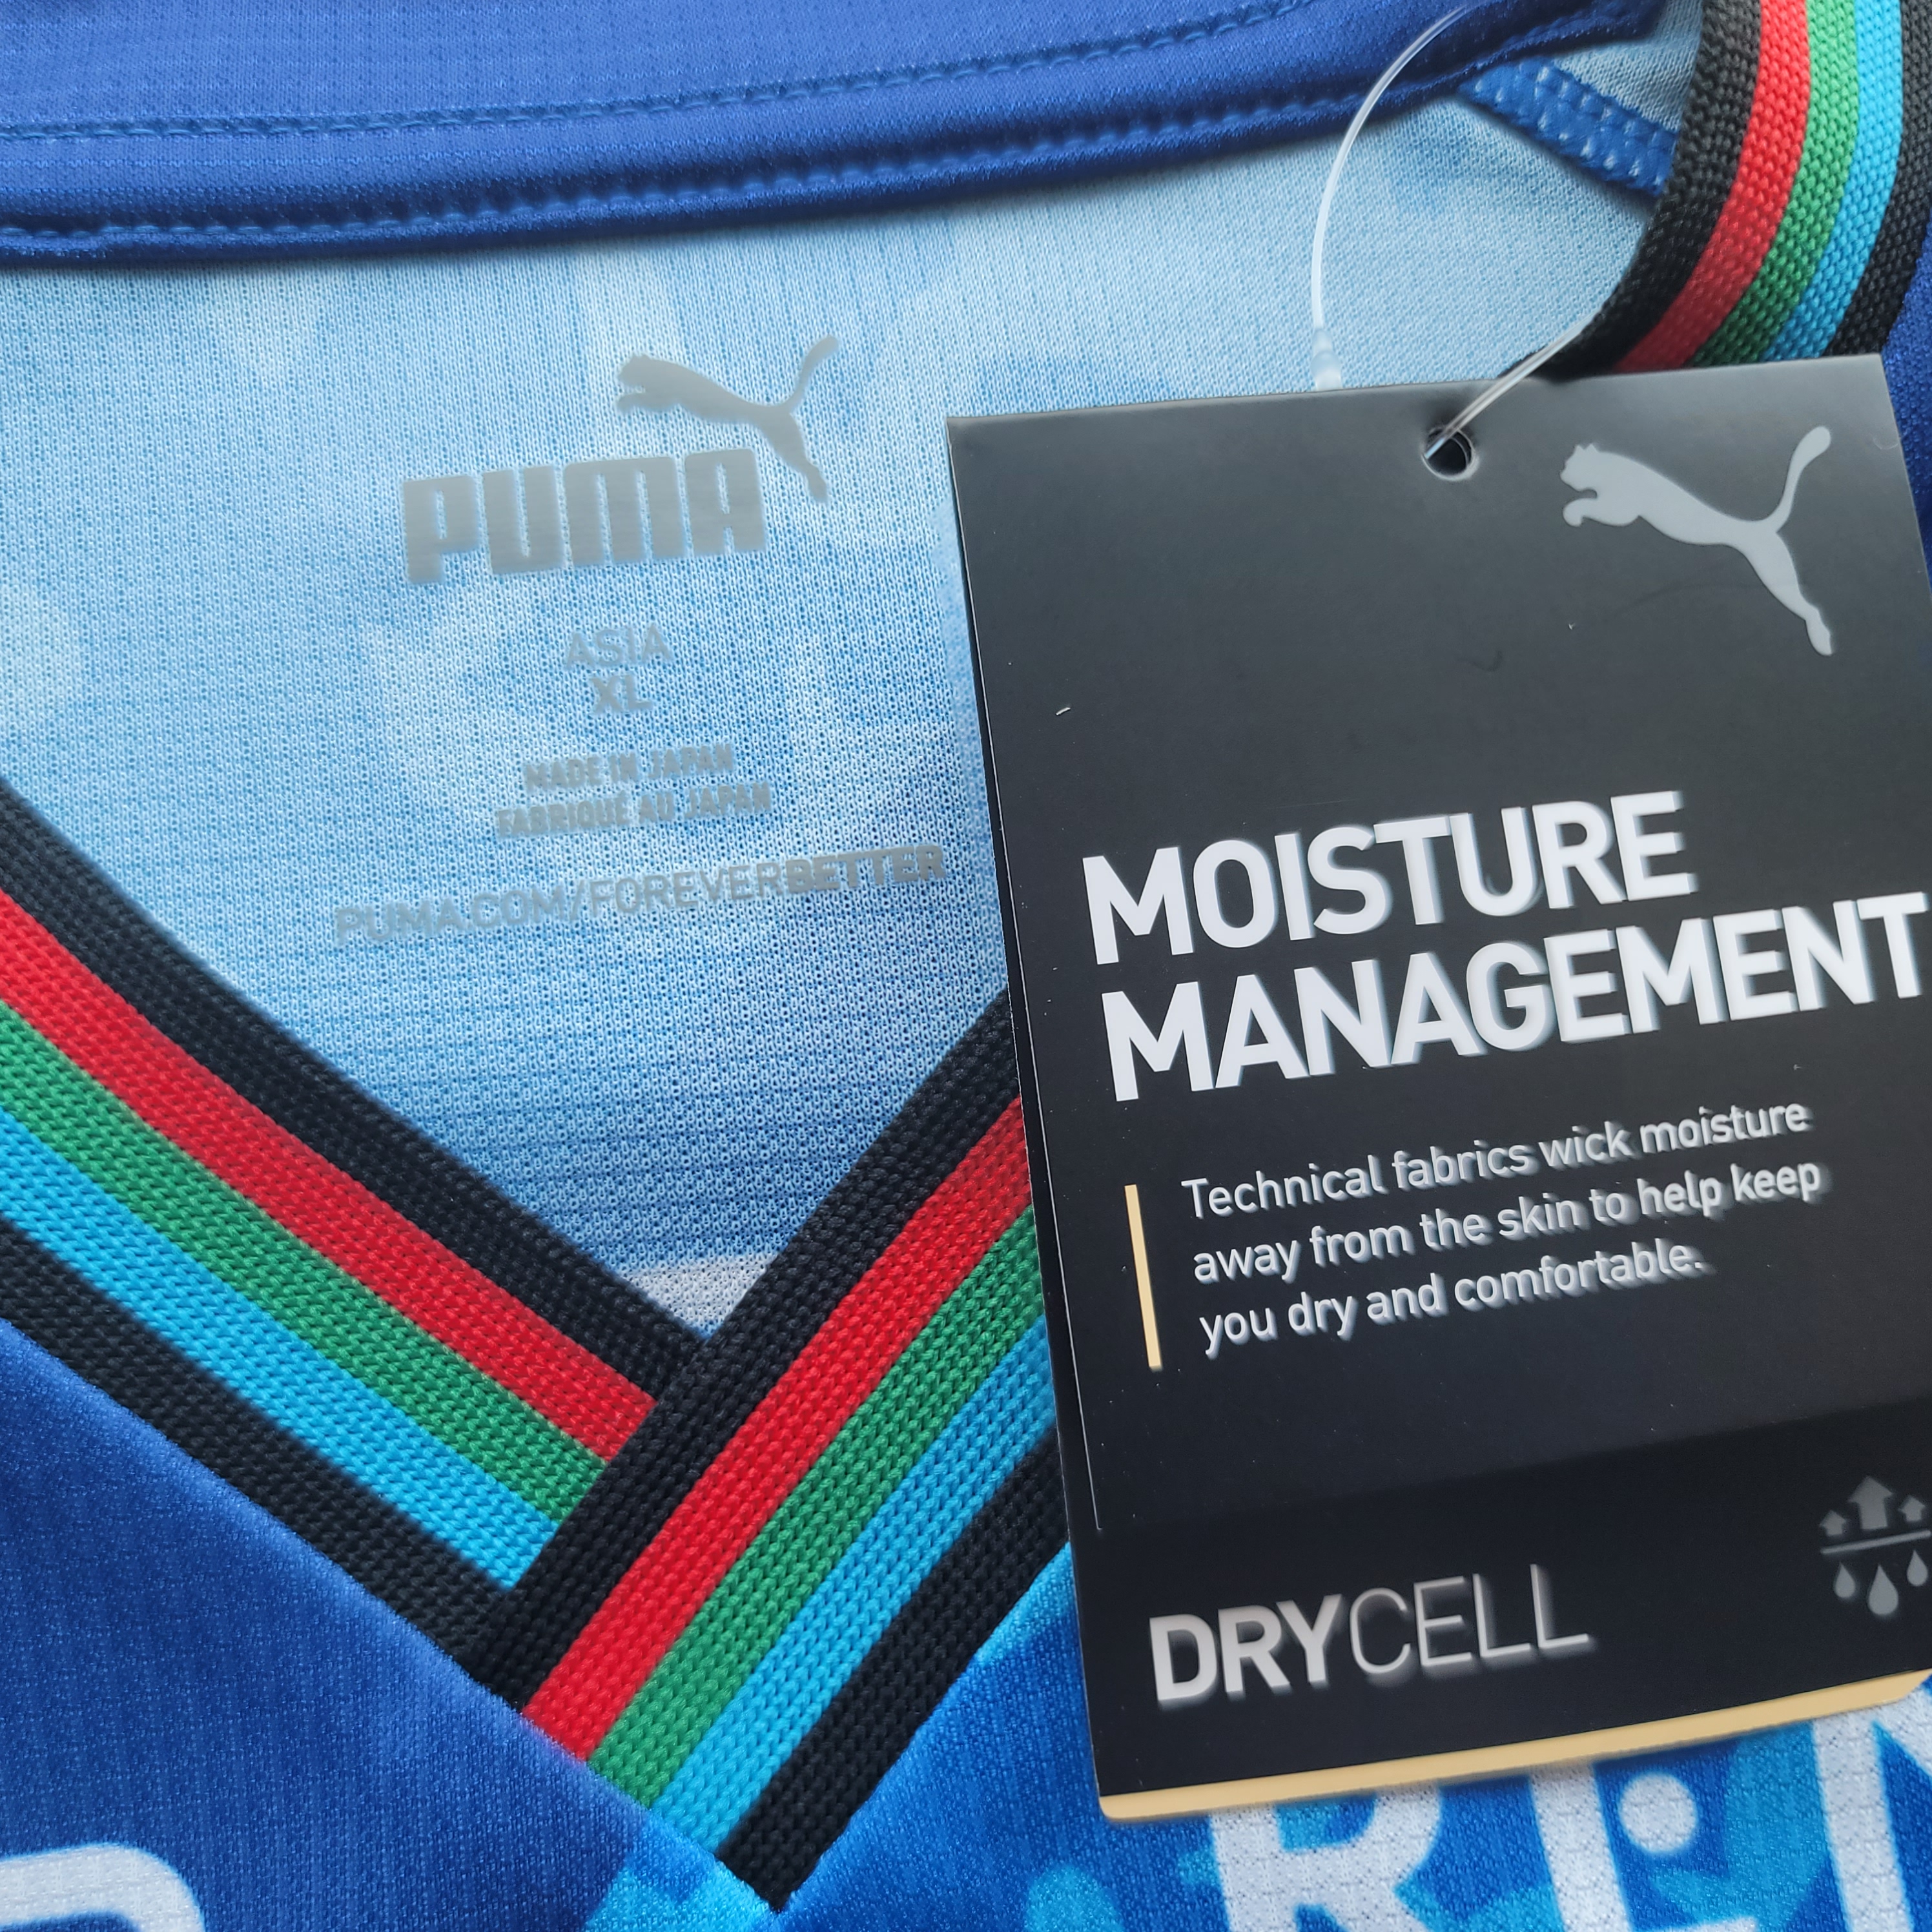 PUMA
ASIA
XL
MADE IN JAPAN
FABRIQUÉ AU JAPAN
PUMA.COM/FOREVERBETTER
MOISTURE
MANAGEMENT
Technical fabrics wick moisture
away from the skin to help keep
you dry and comfortable.
DRYCELL